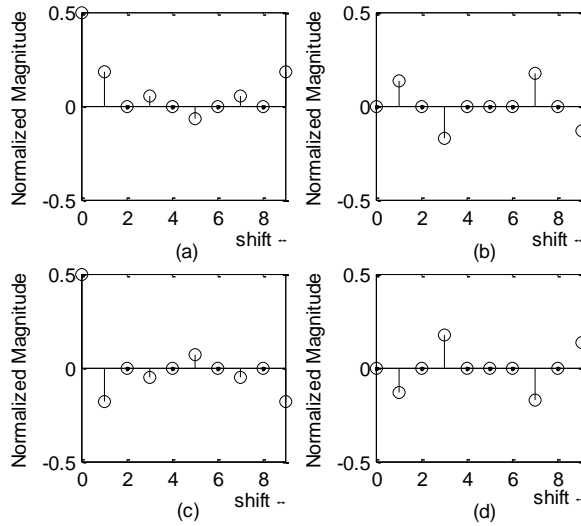 0.5
0
-0.5
Normalized Magnitude
0 2 4 6 8
shift --
(a)
0.5
0
-0.5
Normalized Magnitude
0 2 4 6 8
shift --
(b)
0.5
0
-0.5
Normalized Magnitude
0 2 4 6 8
shift --
(c)
0.5
0
-0.5
Normalized Magnitude
0 2 4 6 8
shift --
(d)